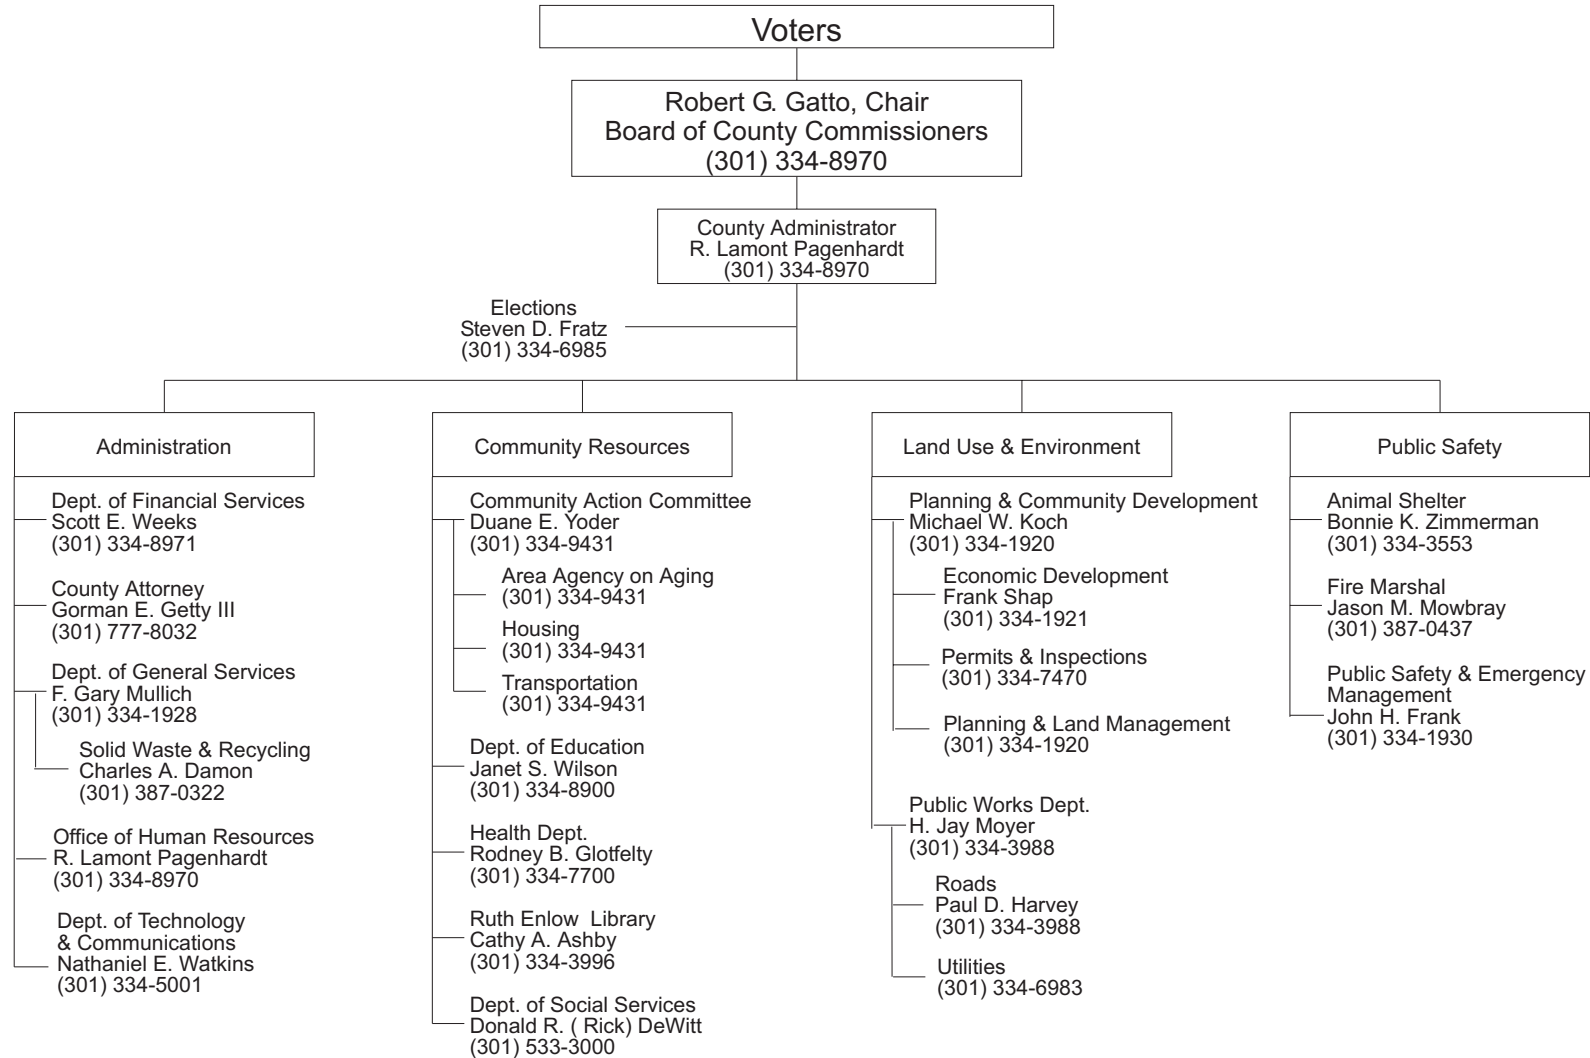 Voters
Robert G. Gatto, Chair
Board of County Commissioners
(301) 334-8970
County Administrator
R. Lamont Pagenhardt
(301) 334-8970
Elections
Steven D. Fratz
(301) 334-6985
Administration
Dept. of Financial Services
Scott E. Weeks
(301) 334-8971
County Attorney
Gorman E. Getty III
(301) 777-8032
Dept. of General Services
F. Gary Mullich
(301) 334-1928
Solid Waste & Recycling
Charles A. Damon
(301) 387-0322
Office of Human Resources
R. Lamont Pagenhardt
(301) 334-8970
Dept. of Technology
& Communications
Nathaniel E. Watkins
(301) 334-5001
Community Resources
Community Action Committee
Duane E. Yoder
(301) 334-9431
Area Agency on Aging
(301) 334-9431
Housing
(301) 334-9431
Transportation
(301) 334-9431
Dept. of Education
Janet S. Wilson
(301) 334-8900
Health Dept.
Rodney B. Glotfelty
(301) 334-7700
Ruth Enlow Library
Cathy A. Ashby
(301) 334-3996
Dept. of Social Services
Donald R. ( Rick) DeWitt
(301) 533-3000
Land Use & Environment
Planning & Community Development
Michael W. Koch
(301) 334-1920
Economic Development
Frank Shap
(301) 334-1921
Permits & Inspections
(301) 334-7470
Planning & Land Management
(301) 334-1920
Public Works Dept.
H. Jay Moyer
(301) 334-3988
Roads
Paul D. Harvey
(301) 334-3988
Utilities
(301) 334-6983
Public Safety
Animal Shelter
Bonnie K. Zimmerman
(301) 334-3553
Fire Marshal
Jason M. Mowbray
(301) 387-0437
Public Safety & Emergency
Management
John H. Frank
(301) 334-1930